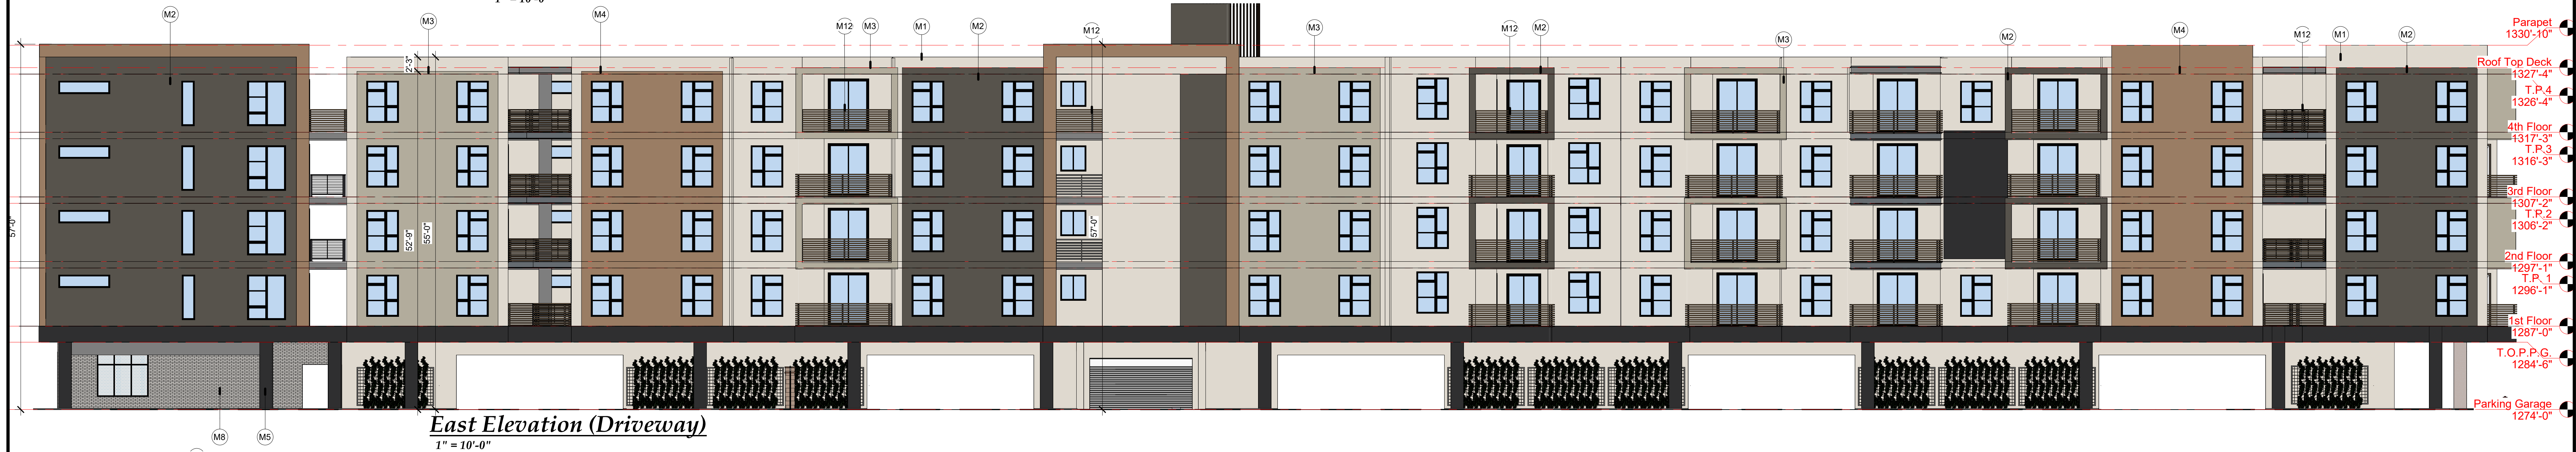 1" = 10'-0"
M2
M3
M4
M12
M3
M1
M2
M12
M3
M12
M2
M3
M2
M4
M12
M1
M2
Parapet
1330'-10"
Roof Top Deck
1327'-4"
T.P.4
1326'-4"
4th Floor
1317'-3"
T.P.3
1316'-3"
3rd Floor
1307'-2"
T.P.2
1306'-2"
2nd Floor
1297'-1"
T.P. 1
1296'-1"
1st Floor
1287'-0"
T.O.P.P.G.
1284'-6"
Parking Garage
1274'-0"
2'-3"
57'-0"
52'-9"
55'-0"
57'-0"
M8
M5
East Elevation (Driveway)
1" = 10'-0"